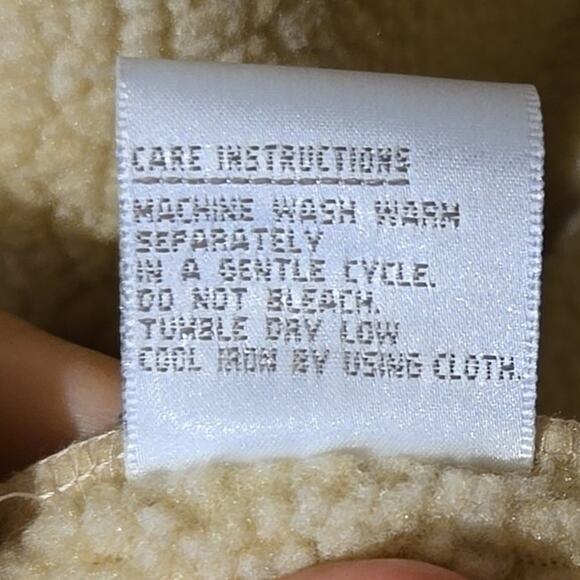 CARE INSTRUCTIONS
MACHINE WASH WARM
SEPARATELY
IN A GENTLE CYCLE.
DO NOT BLEACH.
TUMBLE DRY LOW
COOL IRON BY USING CLOTH.